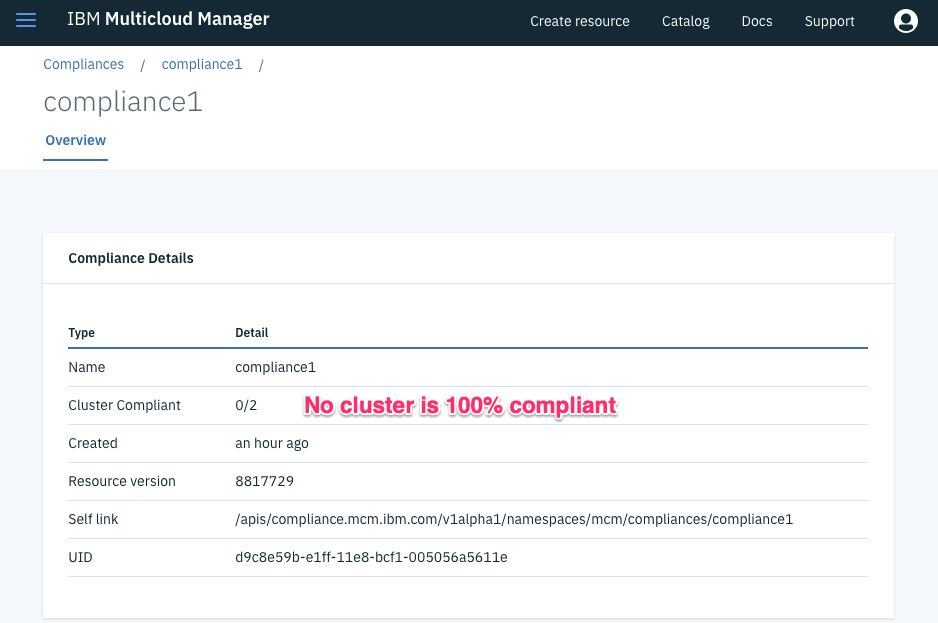 IBM Multicloud Manager Create resource Catalog Docs Support
Compliances / compliance1 /
compliance1
Overview
Compliance Details
Type Detail
Name compliance1
Cluster Compliant 0/2 No cluster is 100% compliant
Created an hour ago
Resource version 8817729
Self link /apis/compliance.mcm.ibm.com/v1alpha1/namespaces/mcm/compliances/compliance1
UID d9c8e59b-e1ff-11e8-bcf1-005056a5611e